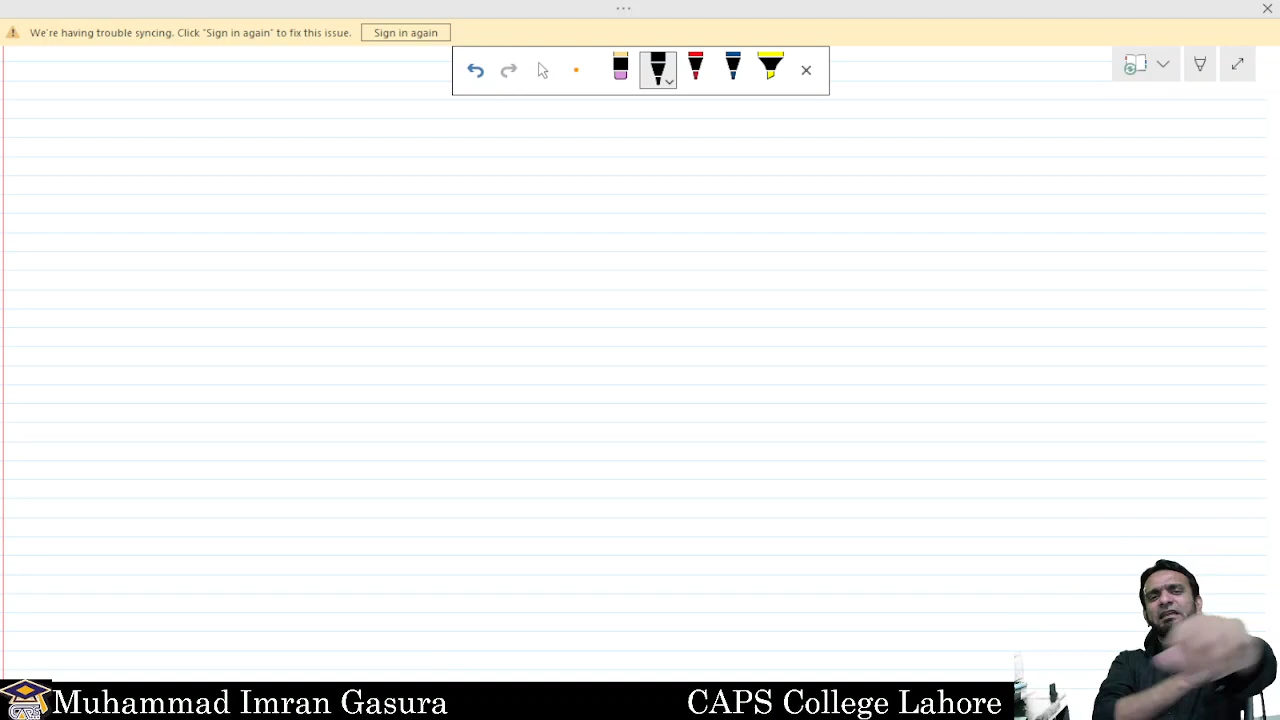 We're having trouble syncing. Click "Sign in again" to fix this issue. Sign in again
Muhammad Imran Gasura CAPS College Lahore